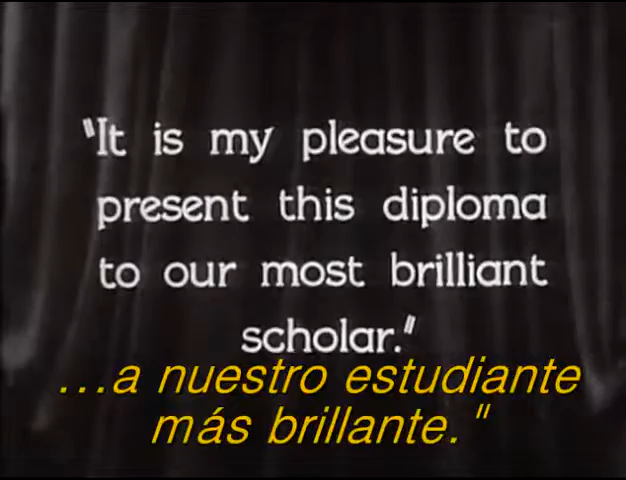 "It is my pleasure to
present this diploma
to our most brilliant
scholar."
...a nuestro estudiante
más brillante."